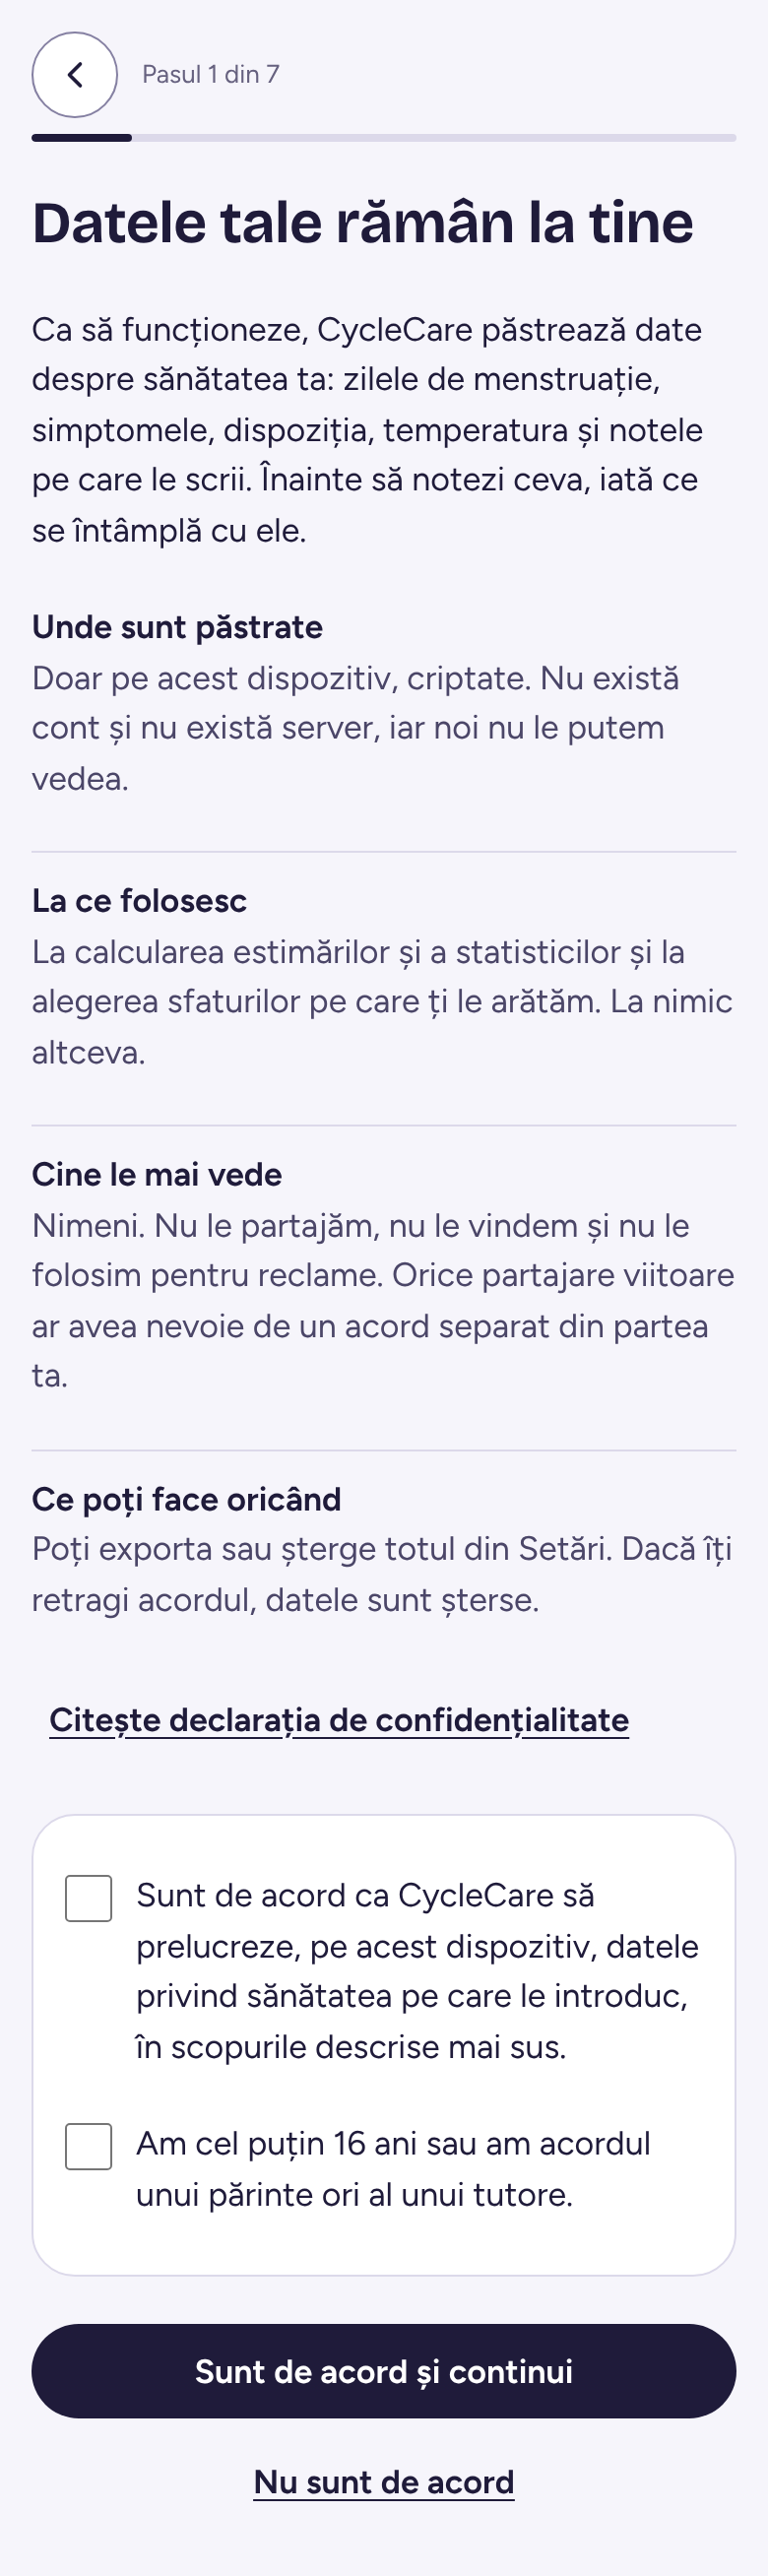 Pasul 1 din 7
Datele tale rămân la tine
Ca să funcționeze, CycleCare păstrează date
despre sănătatea ta: zilele de menstruație,
simptomele, dispoziția, temperatura și notele
pe care le scrii. Înainte să notezi ceva, iată ce
se întâmplă cu ele.
Unde sunt păstrate
Doar pe acest dispozitiv, criptate. Nu există
cont și nu există server, iar noi nu le putem
vedea.
La ce folosesc
La calcularea estimărilor și a statisticilor și la
alegerea sfaturilor pe care ți le arătăm. La nimic
altceva.
Cine le mai vede
Nimeni. Nu le partajăm, nu le vindem și nu le
folosim pentru reclame. Orice partajare viitoare
ar avea nevoie de un acord separat din partea
ta.
Ce poți face oricând
Poți exporta sau șterge totul din Setări. Dacă îți
retragi acordul, datele sunt șterse.
Citește declarația de confidențialitate
Sunt de acord ca CycleCare să
prelucreze, pe acest dispozitiv, datele
privind sănătatea pe care le introduc,
în scopurile descrise mai sus.
Am cel puțin 16 ani sau am acordul
unui părinte ori al unui tutore.
Sunt de acord și continui
Nu sunt de acord